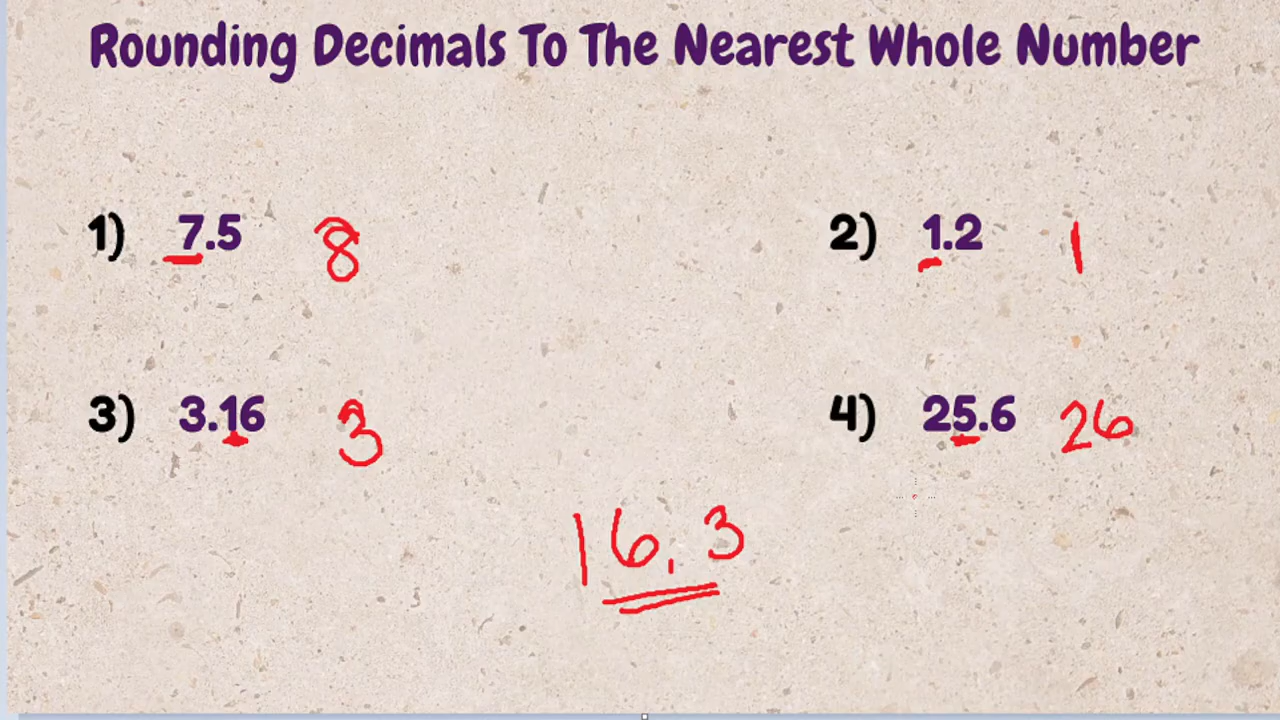 Rounding Decimals To The Nearest Whole Number
1) 7.5 8
2) 1.2 1
3) 3.16 3
4) 25.6 26
16.3